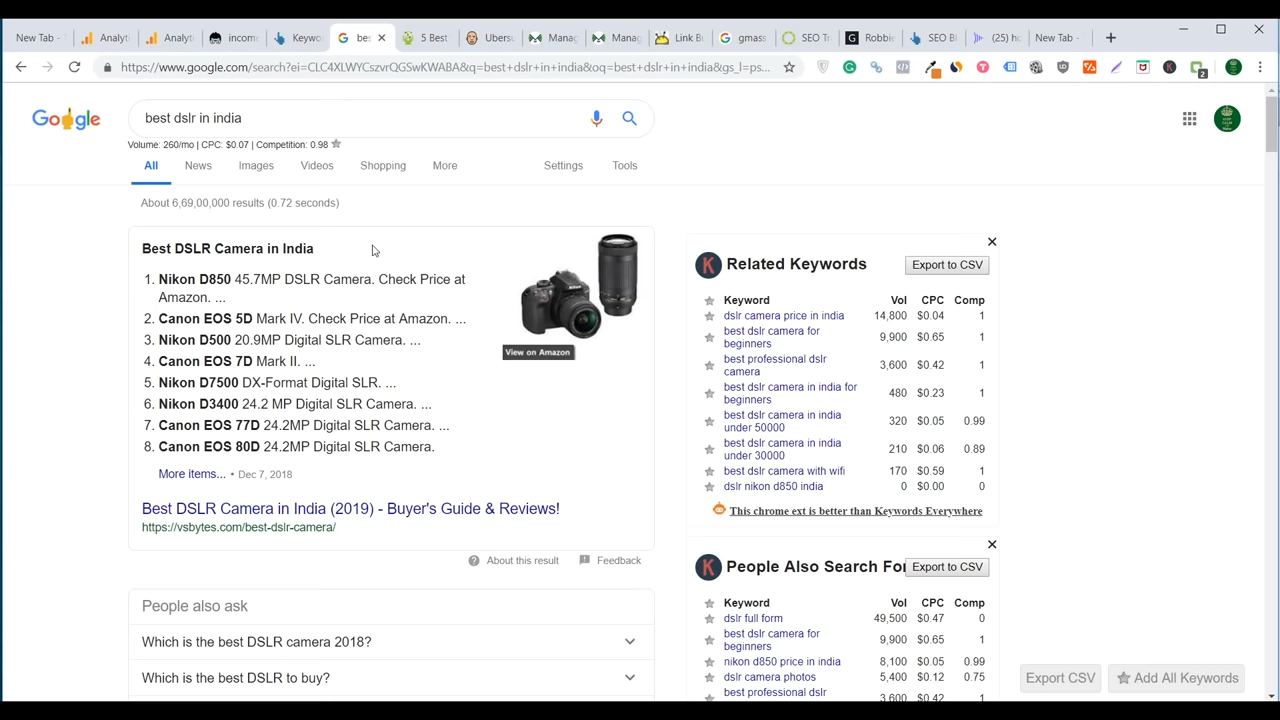 New Tab -
Analyt
Analyt
income
Keywo
bes
5 Best
Ubersu
Manag
Manag
Link Bu
gmass
SEO Tr
Robbie
SEO Bl
(25) ho
New Tab -
https://www.google.com/search?ei=CLC4XLWYCszvrQGSwKWABA&q=best+dslr+in+india&oq=best+dslr+in+india&gs_l=ps...
2
Google
best dslr in india
Volume: 260/mo | CPC: $0.07 | Competition: 0.98
All News Images Videos Shopping More Settings Tools
About 6,69,00,000 results (0.72 seconds)
Best DSLR Camera in India
1. Nikon D850 45.7MP DSLR Camera. Check Price at
Amazon. ...
2. Canon EOS 5D Mark IV. Check Price at Amazon. ...
3. Nikon D500 20.9MP Digital SLR Camera. ...
4. Canon EOS 7D Mark II. ...
5. Nikon D7500 DX-Format Digital SLR. ...
6. Nikon D3400 24.2 MP Digital SLR Camera. ...
7. Canon EOS 77D 24.2MP Digital SLR Camera. ...
8. Canon EOS 80D 24.2MP Digital SLR Camera.
View on Amazon
More items... • Dec 7, 2018
Best DSLR Camera in India (2019) - Buyer's Guide & Reviews!
https://vsbytes.com/best-dslr-camera/
About this result Feedback
People also ask
Which is the best DSLR camera 2018?
Which is the best DSLR to buy?
K Related Keywords Export to CSV
Keyword Vol CPC Comp
dslr camera price in india 14,800 $0.04 1
best dslr camera for
beginners 9,900 $0.65 1
best professional dslr
camera 3,600 $0.42 1
best dslr camera in india for
beginners 480 $0.23 1
best dslr camera in india
under 50000 320 $0.05 0.99
best dslr camera in india
under 30000 210 $0.06 0.89
best dslr camera with wifi 170 $0.59 1
dslr nikon d850 india 0 $0.00 0
This chrome ext is better than Keywords Everywhere
K People Also Search For Export to CSV
Keyword Vol CPC Comp
dslr full form 49,500 $0.47 0
best dslr camera for
beginners 9,900 $0.65 1
nikon d850 price in india 8,100 $0.05 0.99
dslr camera photos 5,400 $0.12 0.75
best professional dslr
3,600 $0.42 1
Export CSV Add All Keywords